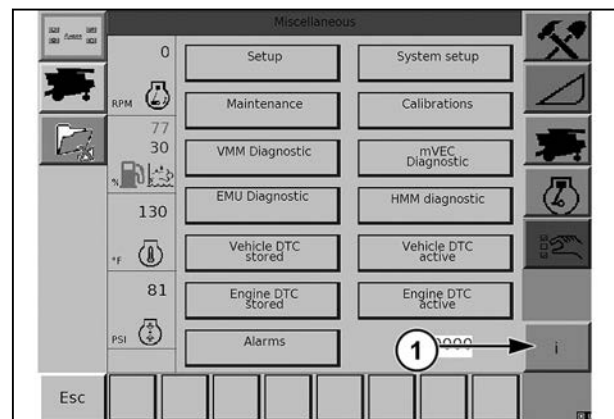 Miscellaneous
0
RPM
Setup
System setup
Maintenance
Calibrations
77
30
%
VMM Diagnostic
mVEC
Diagnostic
EMU Diagnostic
HMM diagnostic
130
°F
Vehicle DTC
stored
Vehicle DTC
active
81
PSI
Engine DTC
stored
Engine DTC
active
Alarms
1
i
Esc